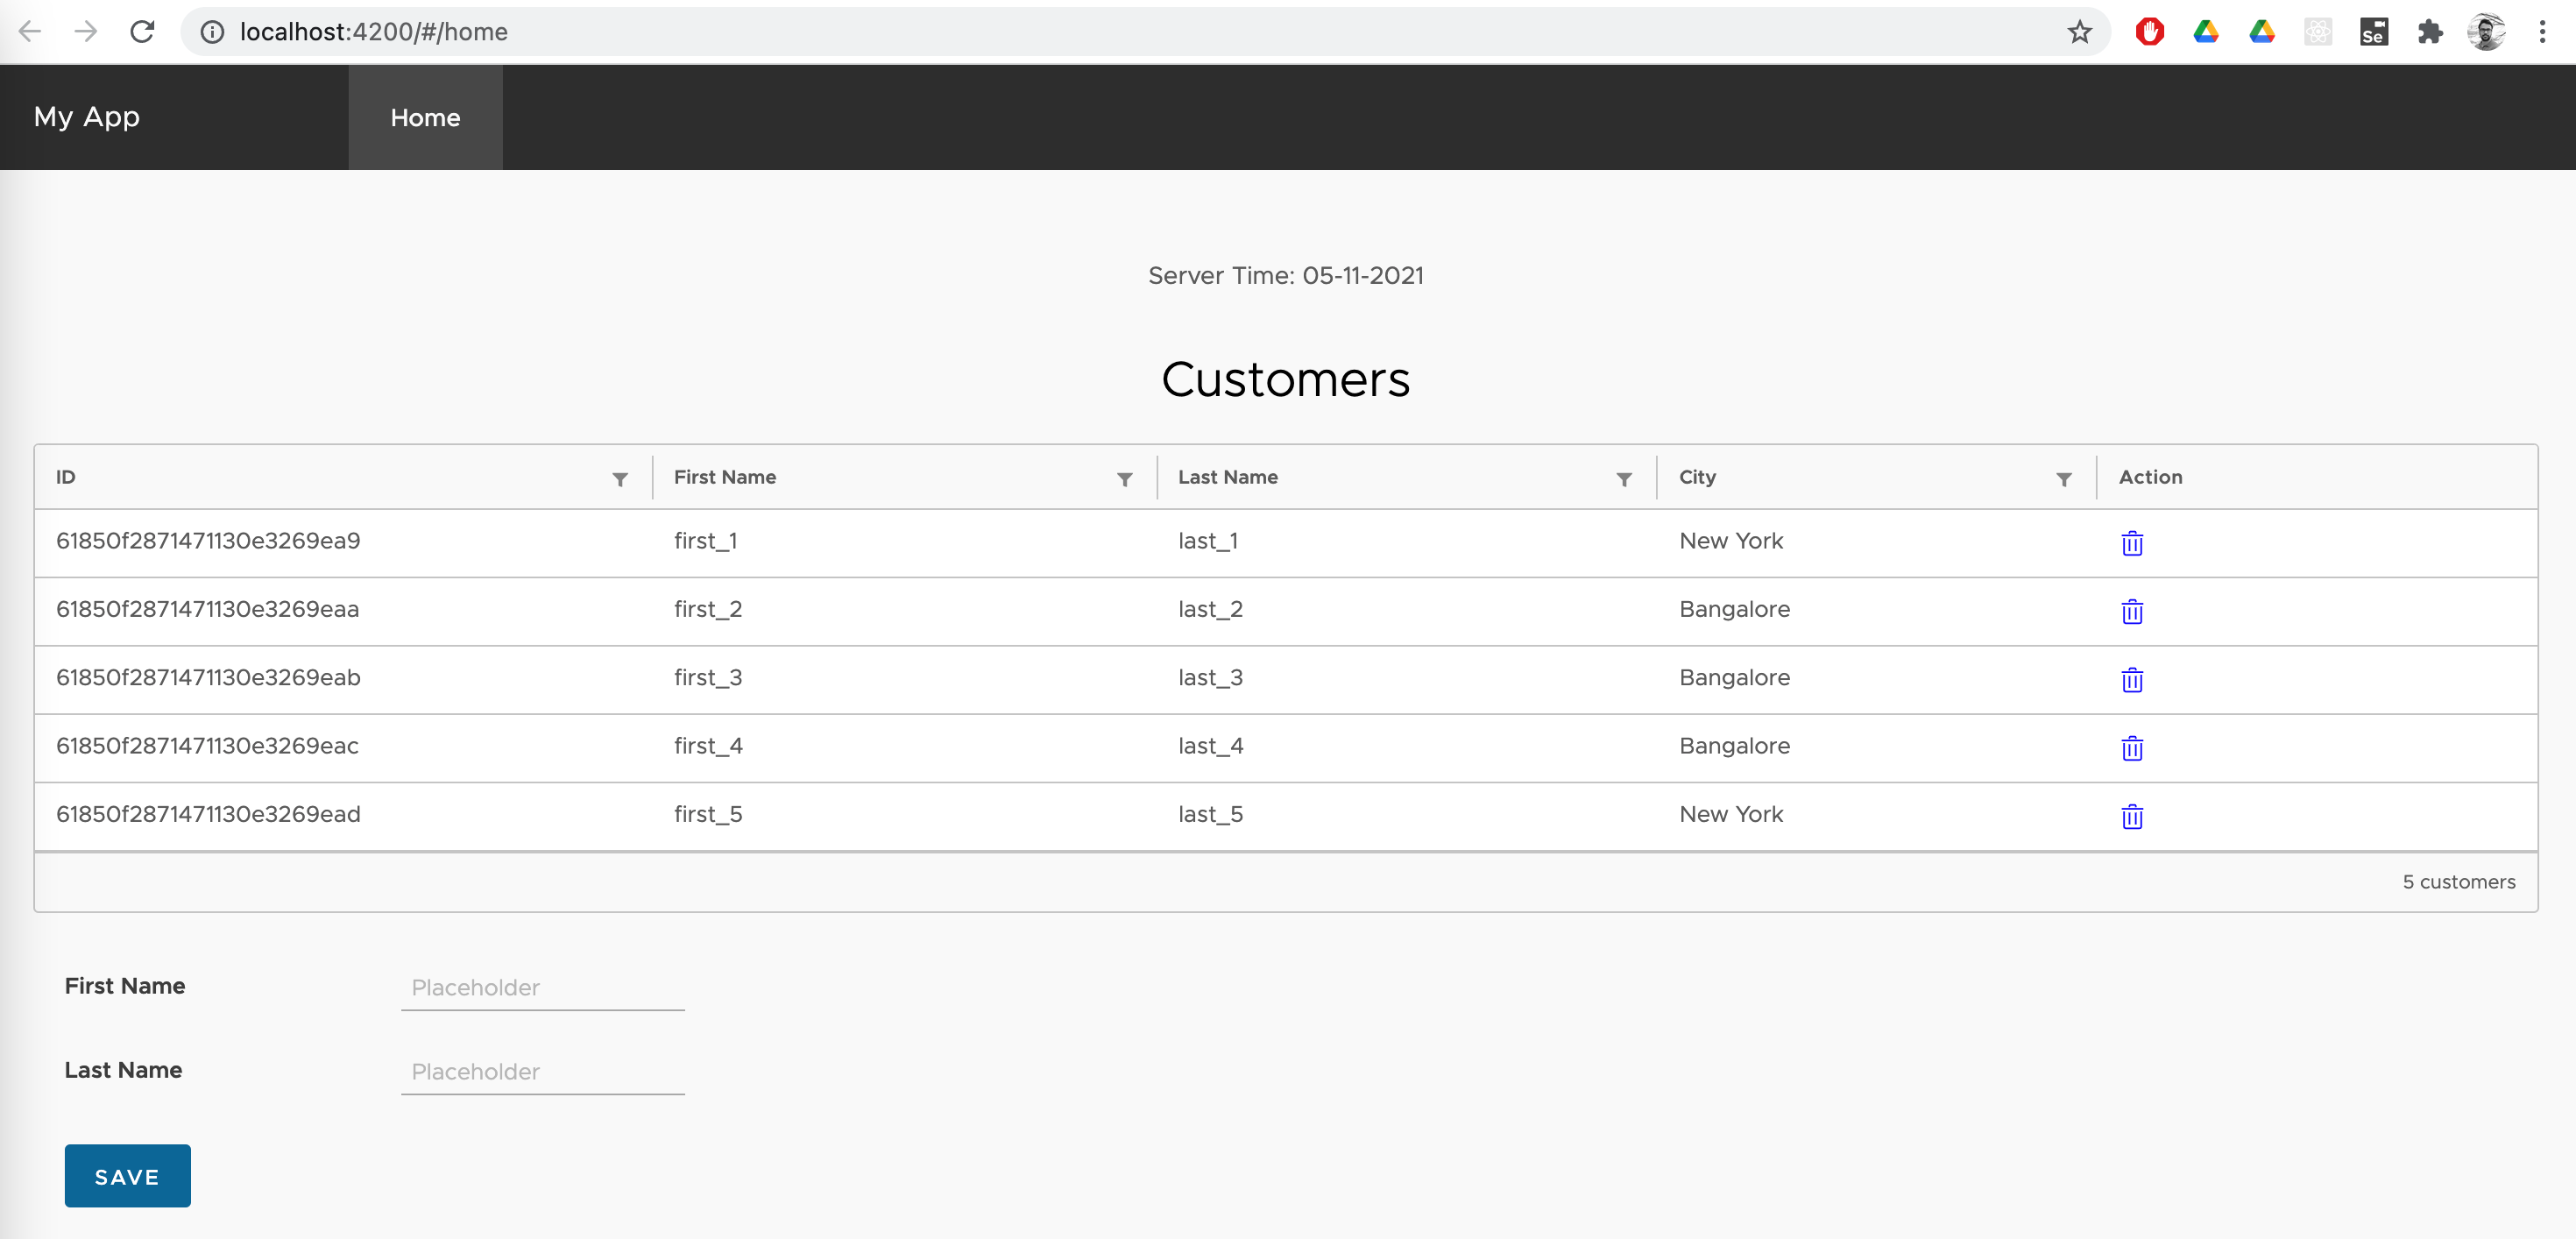 localhost:4200/#/home
Se
My App Home
Server Time: 05-11-2021
Customers
ID First Name Last Name City Action
61850f2871471130e3269ea9 first_1 last_1 New York
61850f2871471130e3269eaa first_2 last_2 Bangalore
61850f2871471130e3269eab first_3 last_3 Bangalore
61850f2871471130e3269eac first_4 last_4 Bangalore
61850f2871471130e3269ead first_5 last_5 New York
5 customers
First Name Placeholder
Last Name Placeholder
SAVE